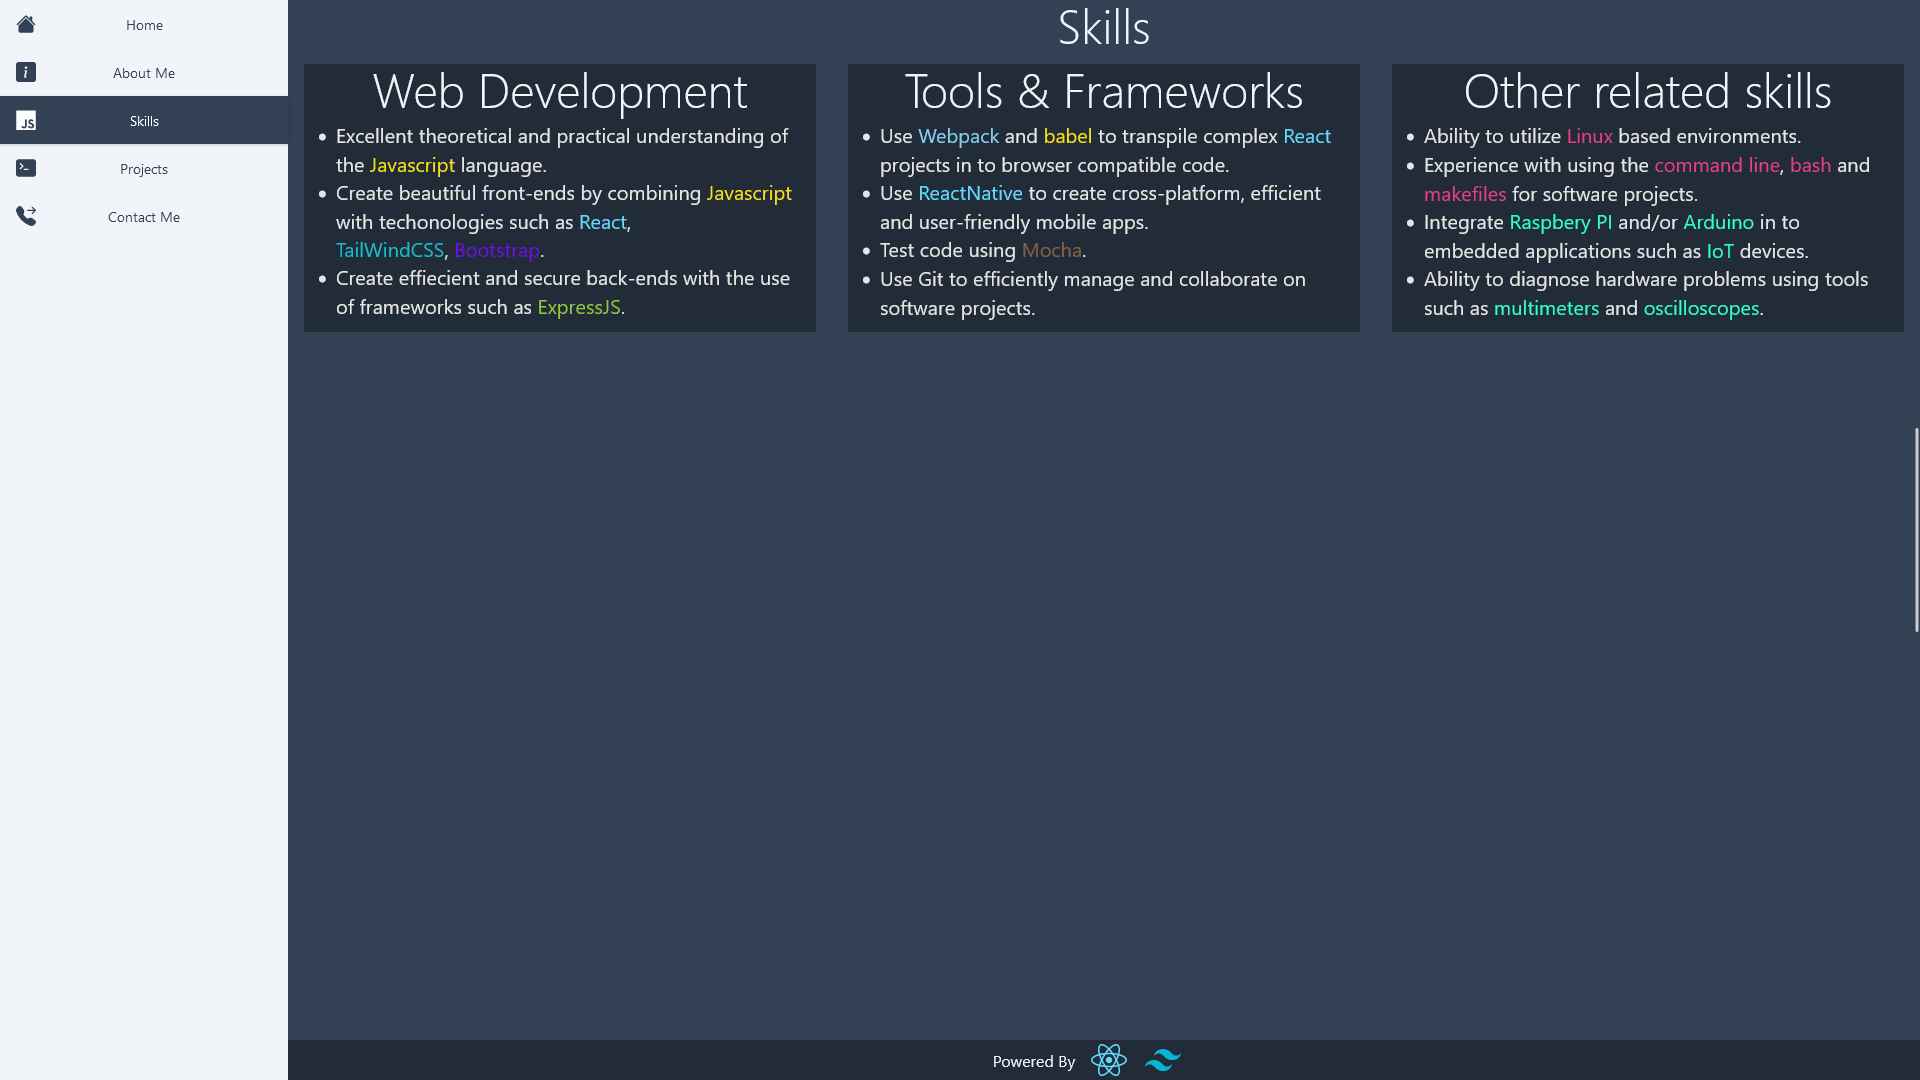 Home
About Me
JS
Skills
Projects
Contact Me
Skills
Web Development
• Excellent theoretical and practical understanding of
the Javascript language.
• Create beautiful front-ends by combining Javascript
with techonologies such as React,
TailWindCSS, Bootstrap.
• Create effiecient and secure back-ends with the use
of frameworks such as ExpressJS.
Tools & Frameworks
• Use Webpack and babel to transpile complex React
projects in to browser compatible code.
• Use ReactNative to create cross-platform, efficient
and user-friendly mobile apps.
• Test code using Mocha.
• Use Git to efficiently manage and collaborate on
software projects.
Other related skills
• Ability to utilize Linux based environments.
• Experience with using the command line, bash and
makefiles for software projects.
• Integrate Raspbery PI and/or Arduino in to
embedded applications such as IoT devices.
• Ability to diagnose hardware problems using tools
such as multimeters and oscilloscopes.
Powered By